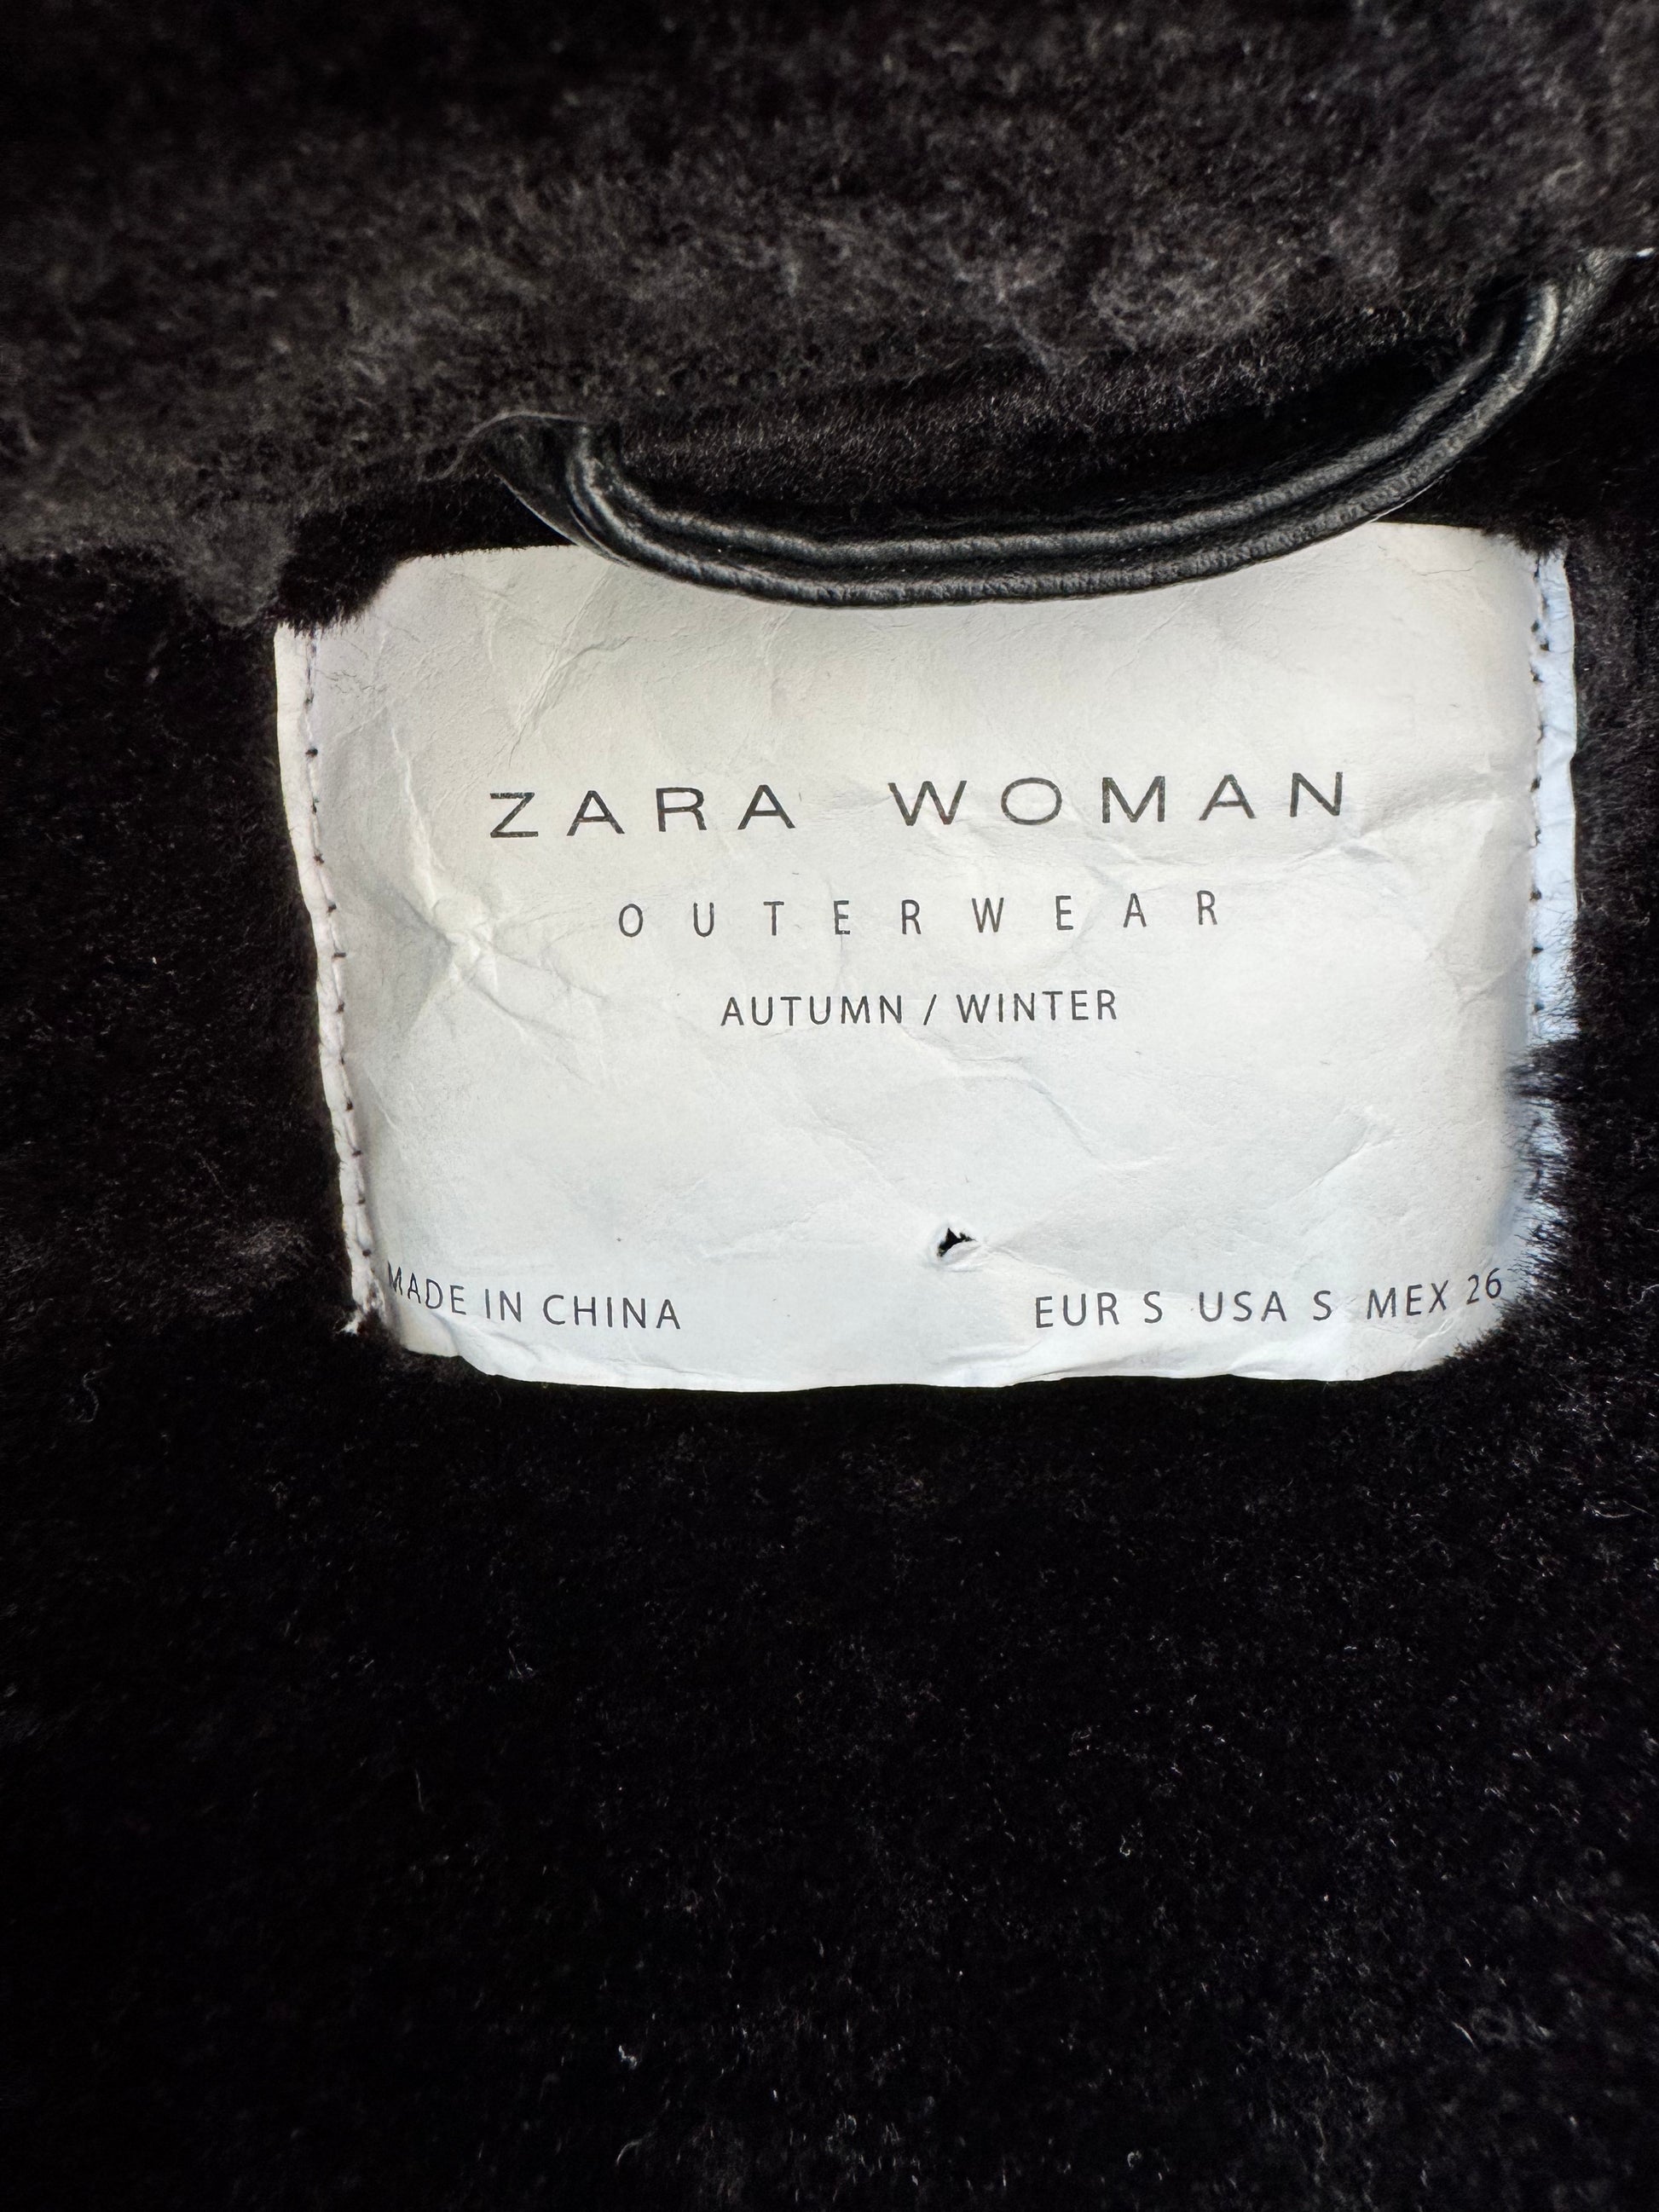 ZARA WOMAN
OUTERWEAR
AUTUMN / WINTER
MADE IN CHINA
EUR S USA S MEX 26